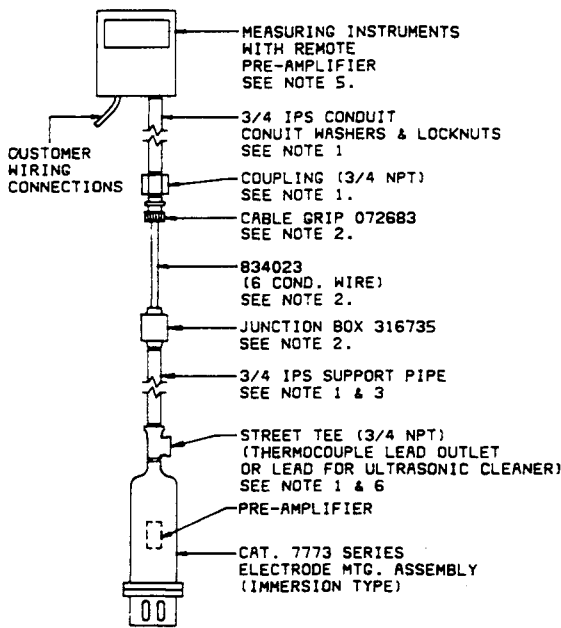 MEASURING INSTRUMENTS
WITH REMOTE
PRE-AMPLIFIER
SEE NOTE 5.
3/4 IPS CONDUIT
CONUIT WASHERS & LOCKNUTS
SEE NOTE 1
CUSTOMER
WIRING
CONNECTIONS
COUPLING (3/4 NPT)
SEE NOTE 1.
CABLE GRIP 072683
SEE NOTE 2.
834023
(6 COND. WIRE)
SEE NOTE 2.
JUNCTION BOX 316735
SEE NOTE 2.
3/4 IPS SUPPORT PIPE
SEE NOTE 1 & 3
STREET TEE (3/4 NPT)
(THERMOCOUPLE LEAD OUTLET
OR LEAD FOR ULTRASONIC CLEANER)
SEE NOTE 1 & 6
PRE-AMPLIFIER
CAT. 7773 SERIES
ELECTRODE MTG. ASSEMBLY
(IMMERSION TYPE)